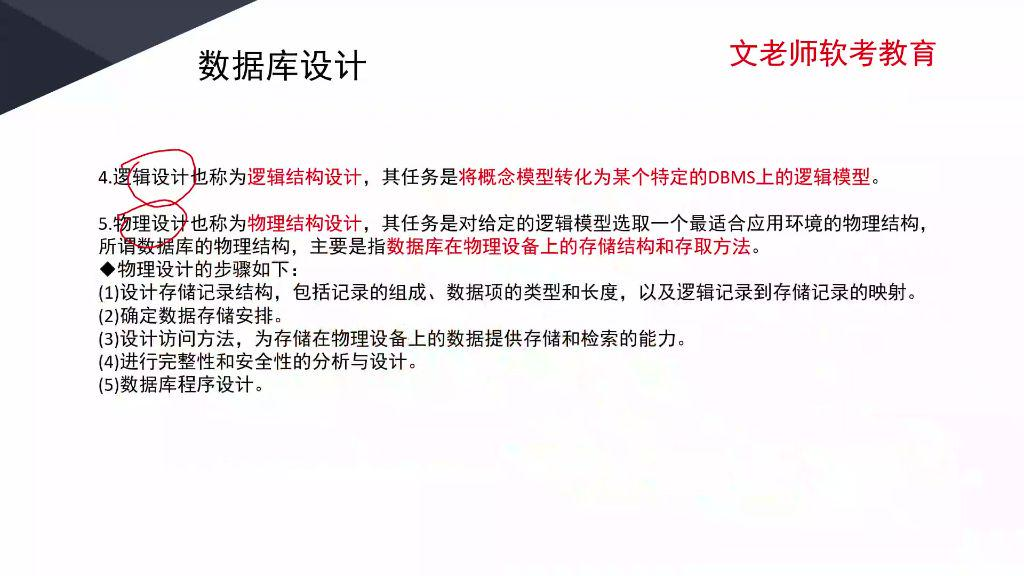 数据库设计
文老师软考教育
4.逻辑设计也称为逻辑结构设计，其任务是将概念模型转化为某个特定的DBMS上的逻辑模型。
5.物理设计也称为物理结构设计，其任务是对给定的逻辑模型选取一个最适合应用环境的物理结构，
所谓数据库的物理结构，主要是指数据库在物理设备上的存储结构和存取方法。
◆物理设计的步骤如下：
(1)设计存储记录结构，包括记录的组成、数据项的类型和长度，以及逻辑记录到存储记录的映射。
(2)确定数据存储安排。
(3)设计访问方法，为存储在物理设备上的数据提供存储和检索的能力。
(4)进行完整性和安全性的分析与设计。
(5)数据库程序设计。